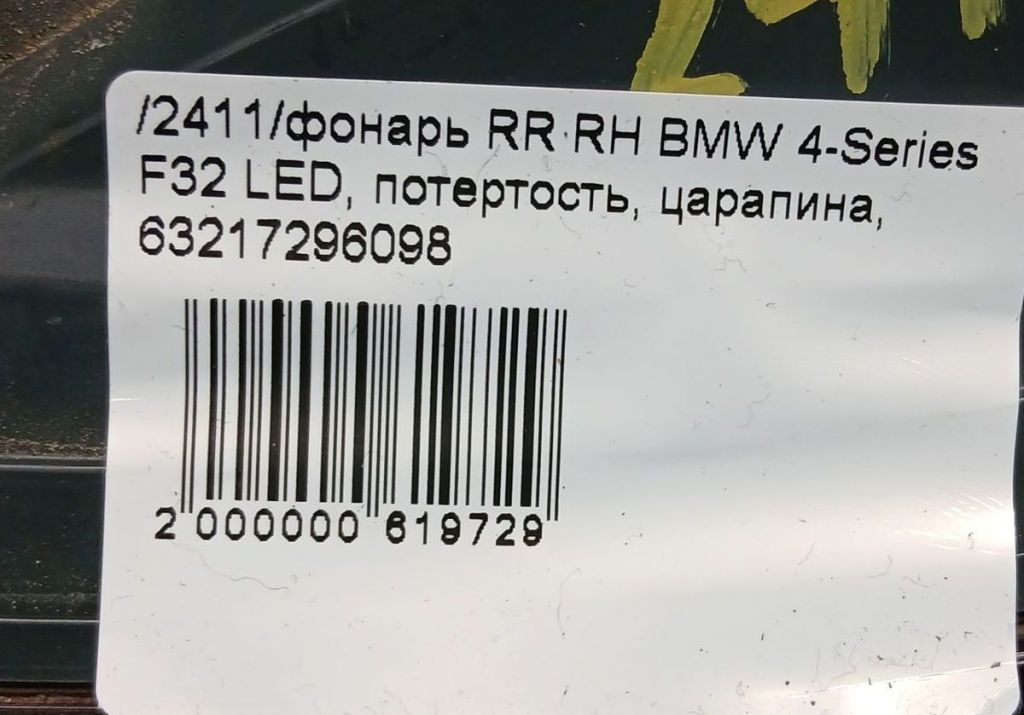 /2411/фонарь RR RH BMW 4-Series
F32 LED, потертость, царапина,
63217296098
2 000000 619729